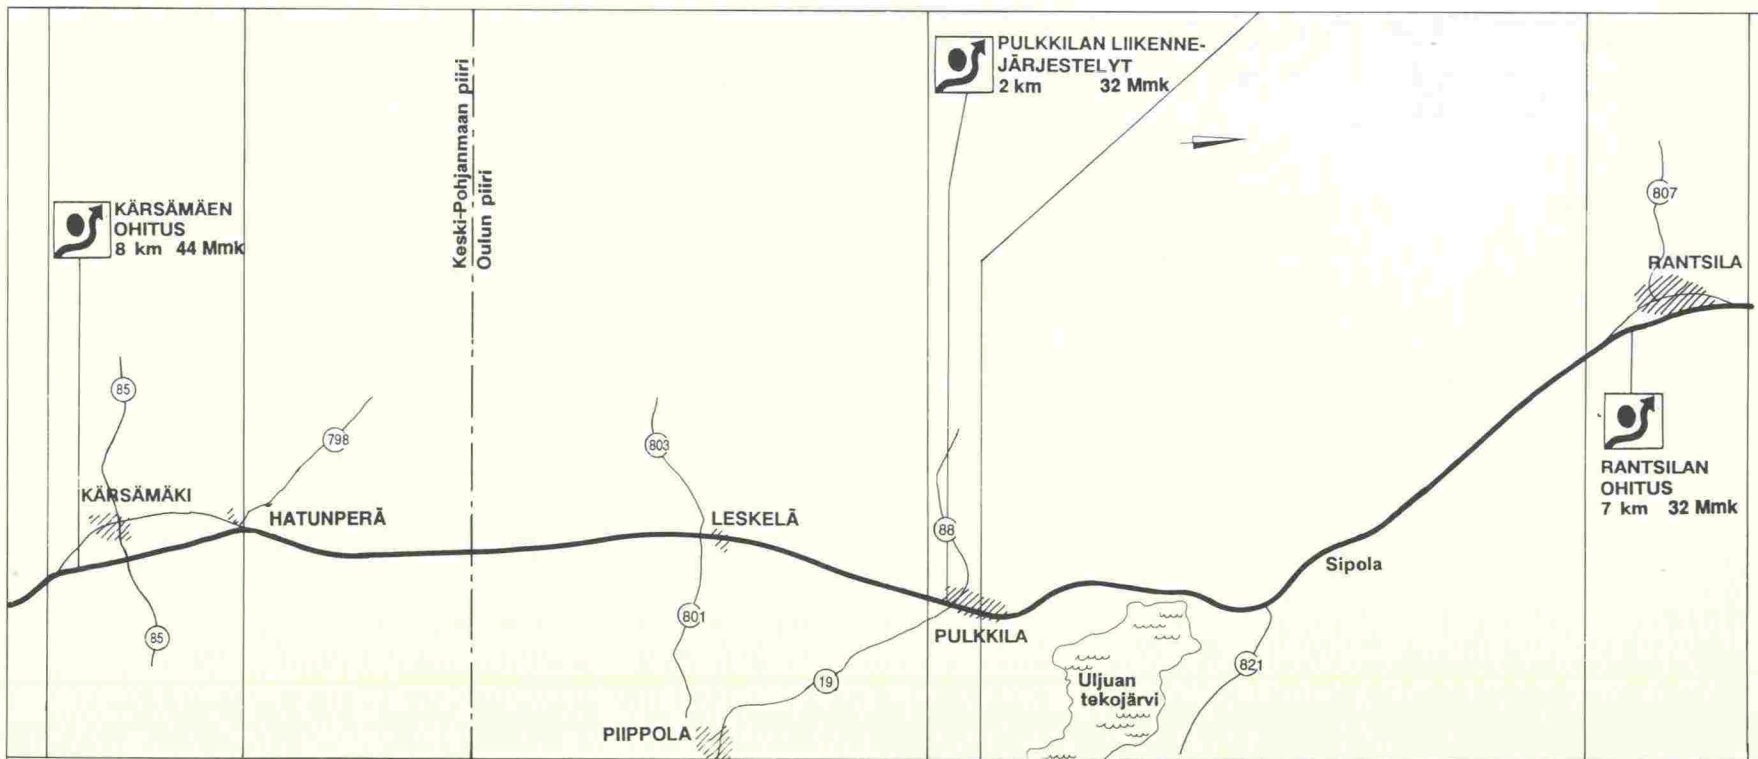 KÄRSÄMÄEN
OHITUS
8 km 44 Mmk
Keski-Pohjanmaan piiri
Oulun piiri
PULKKILAN LIIKENNE-
JÄRJESTELYT
2 km 32 Mmk
807
RANTSILA
85
798
803
KÄRSÄMÄKI
HATUNPERÄ
LESKELÄ
88
RANTSILAN
OHITUS
7 km 32 Mmk
Sipola
85
801
PULKKILA
19
821
Uljuan
tekojärvi
PIIPPOLA